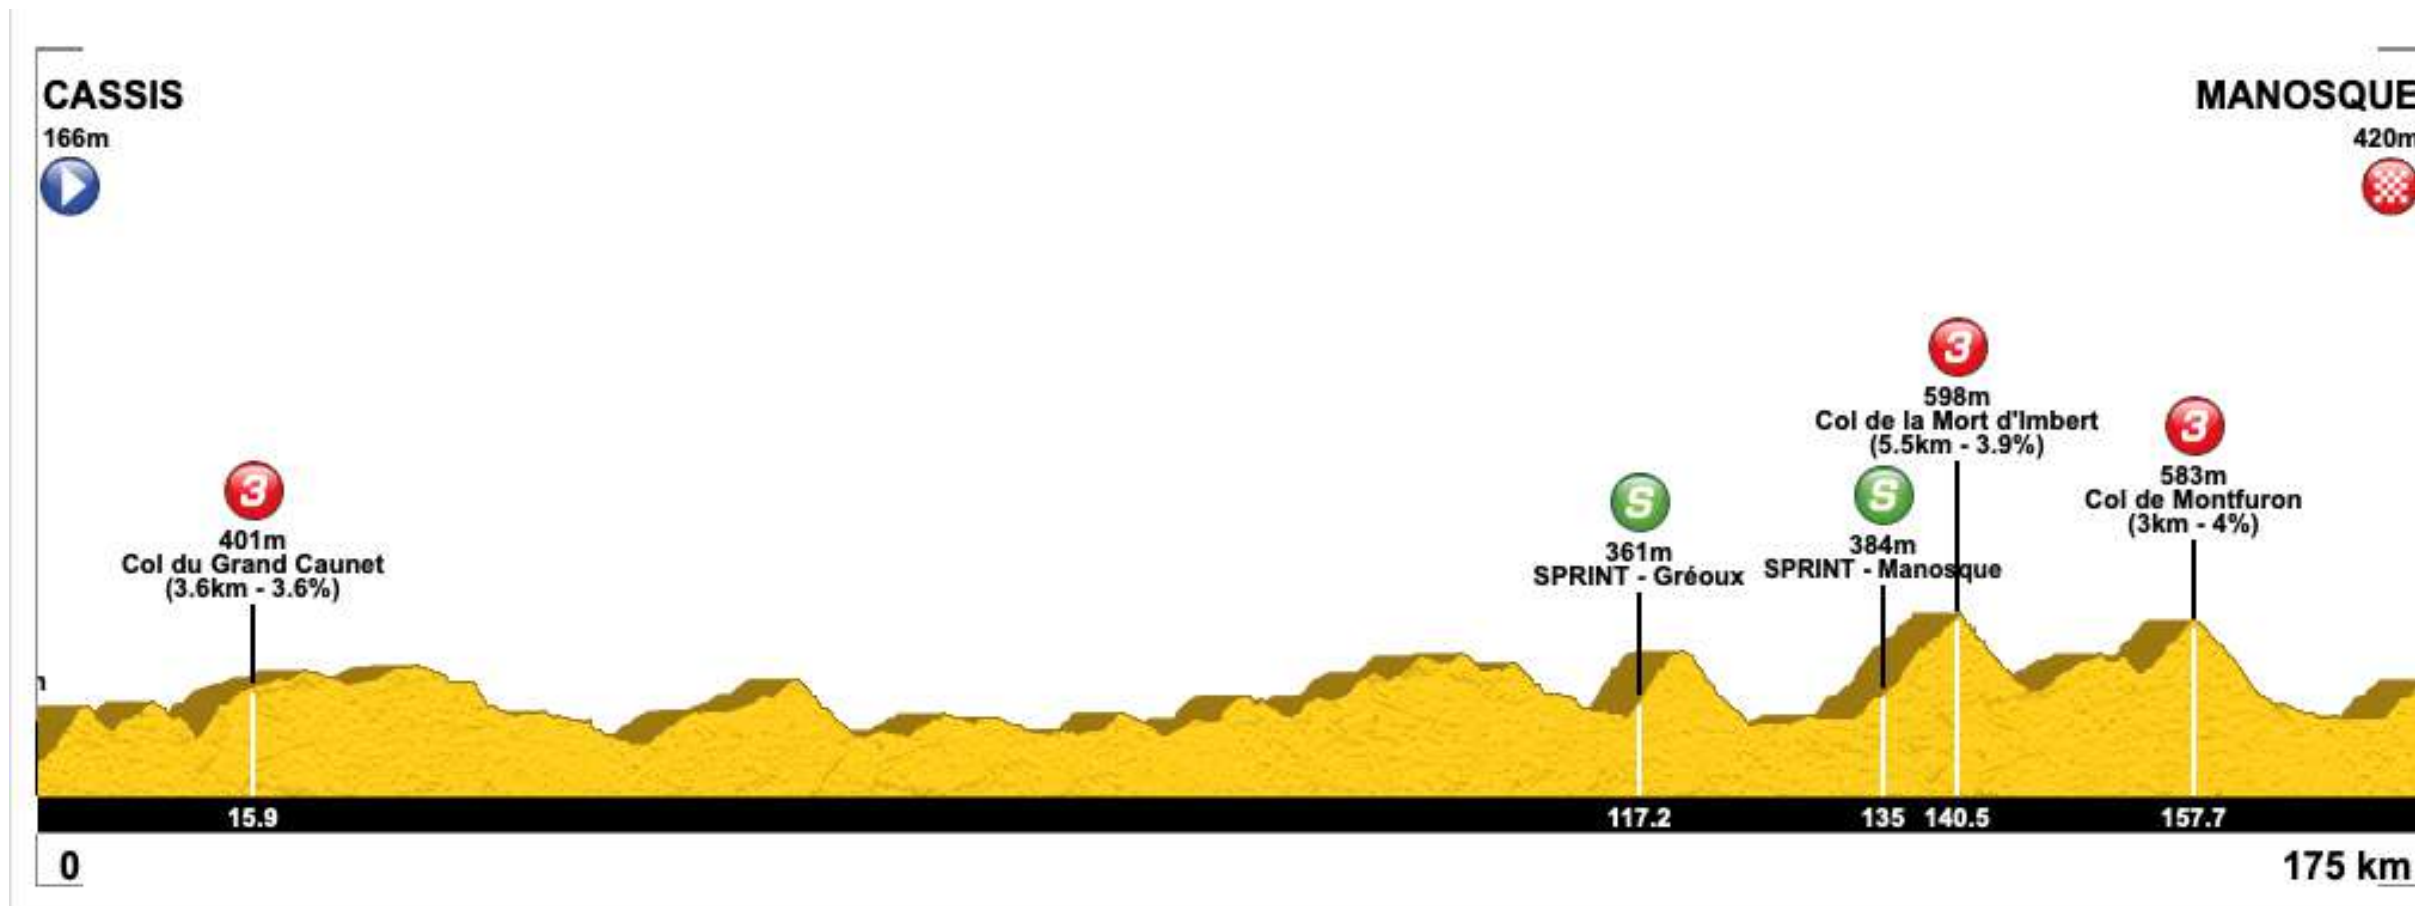 CASSIS
166m
MANOSQUE
420m
3
598m
Col de la Mort d'Imbert
(5.5km - 3.9%)
3
583m
Col de Montfuron
(3km - 4%)
3
401m
Col du Grand Caunet
(3.6km - 3.6%)
S
361m
SPRINT - Gréoux
S
384m
SPRINT - Manosque
15.9
117.2
135
140.5
157.7
0
175 km